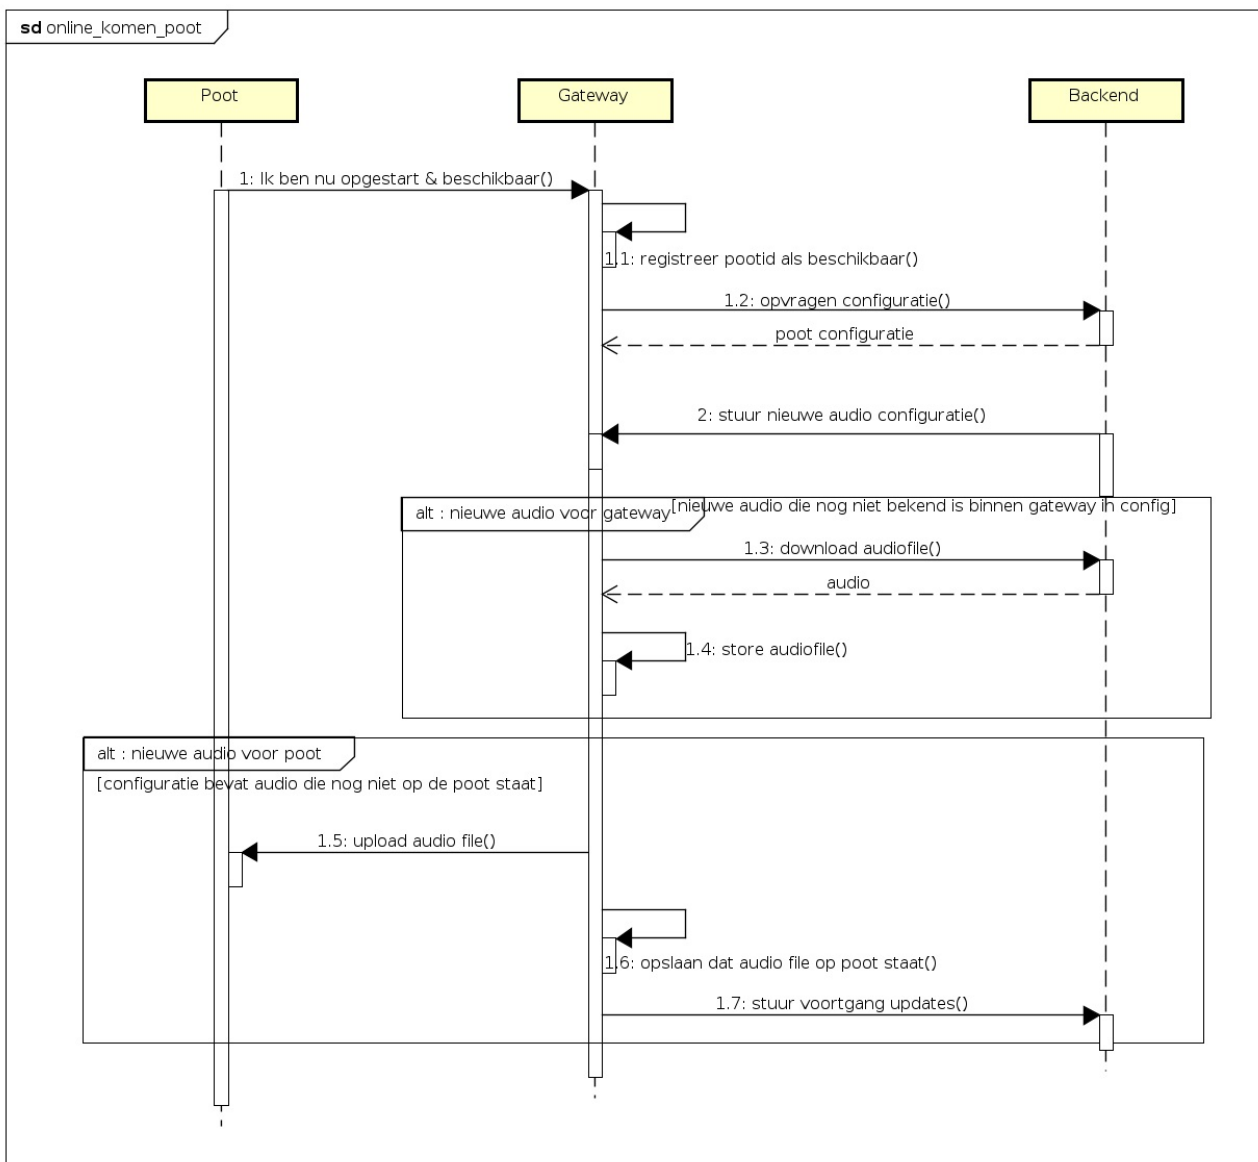 sd online_komen_poot
Poot
Gateway
Backend
1: Ik ben nu opgestart & beschikbaar()
1.1: registreer pootid als beschikbaar()
1.2: opvragen configuratie()
poot configuratie
2: stuur nieuwe audio configuratie()
alt : nieuwe audio voor gateway
[nieuwe audio die nog niet bekend is binnen gateway in config]
1.3: download audiofile()
audio
1.4: store audiofile()
alt : nieuwe audio voor poot
[configuratie bevat audio die nog niet op de poot staat]
1.5: upload audio file()
1.6: opslaan dat audio file op poot staat()
1.7: stuur voortgang updates()